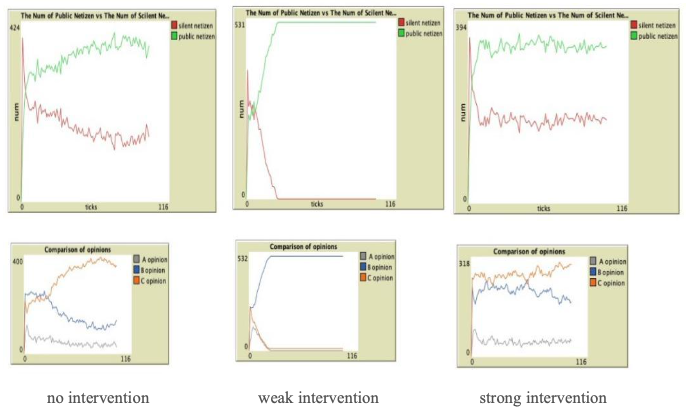 The Num of Public Netizen vs The Num of Scilent Ne...
424
silent netizen
public netizen
num
0
0
ticks
116
The Num of Public Netizen vs The Num of Scilent Ne...
531
silent netizen
public netizen
num
0
0
ticks
116
The Num of Public Netizen vs The Num of Scilent Ne...
394
silent netizen
public netizen
num
0
0
ticks
116
Comparison of opinions
400
A opinion
B opinion
C opinion
0
0
116
Comparison of opinions
532
A opinion
B opinion
C opinion
0
0
116
Comparison of opinions
318
A opinion
B opinion
C opinion
0
0
116
no intervention
weak intervention
strong intervention